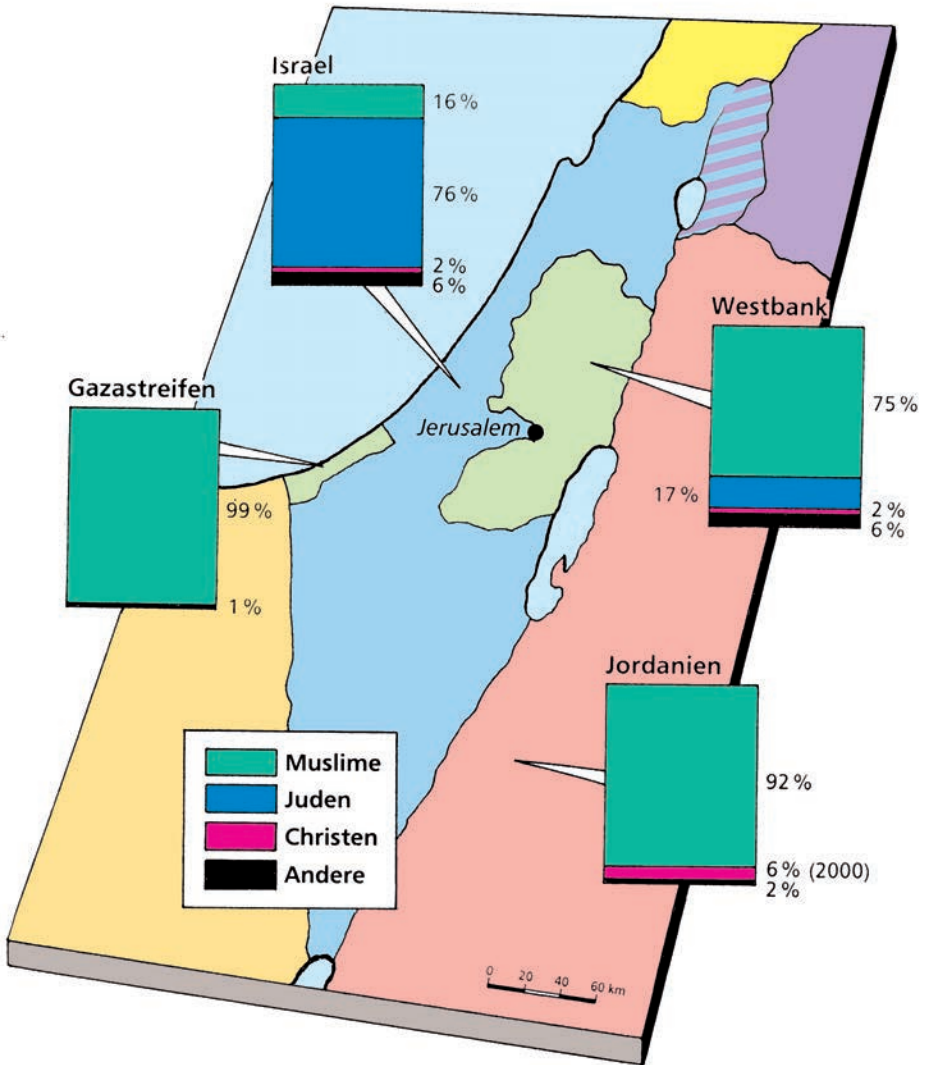 Israel
16 %
76 %
2 %
6 %
Westbank
75 %
17 %
2 %
6 %
Gazastreifen
99 %
1 %
Jerusalem
Jordanien
92 %
6 % (2000)
2 %
Muslime
Juden
Christen
Andere
0 20 40 60 km